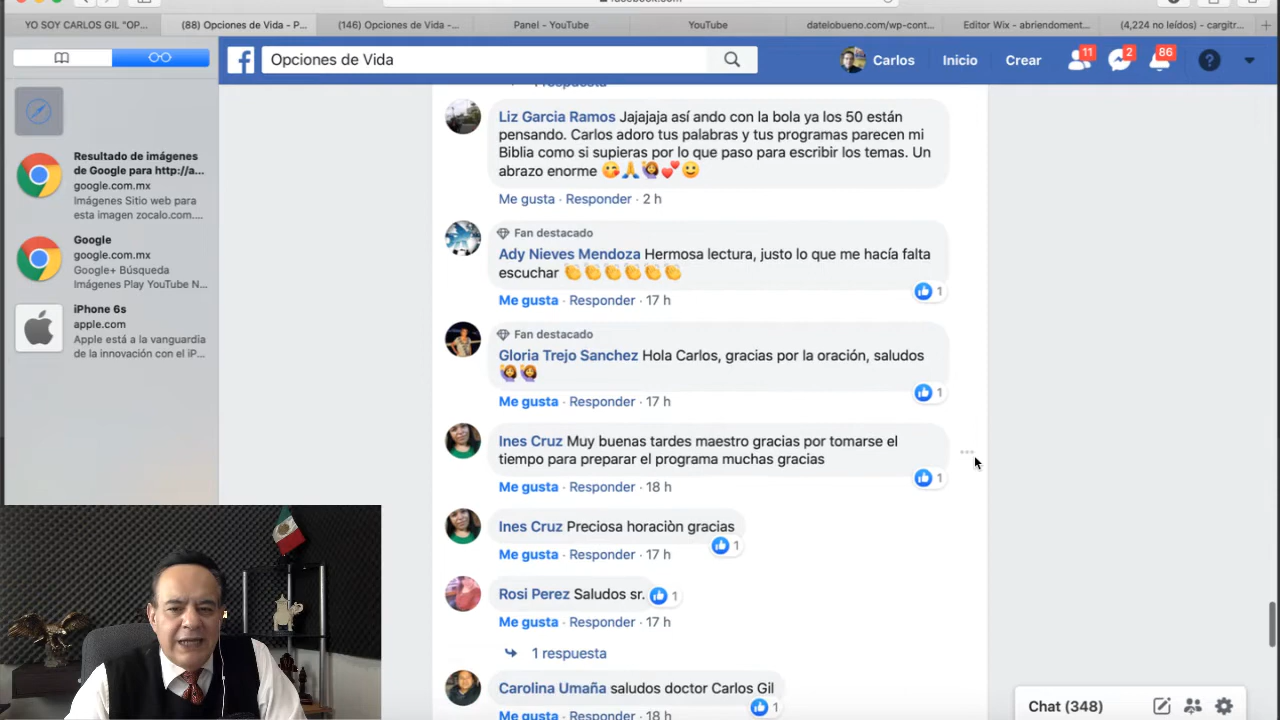 facebook.com
YO SOY CARLOS GIL "OP...
(88) Opciones de Vida - P...
(146) Opciones de Vida -...
Panel - YouTube
YouTube
datelobueno.com/wp-cont...
Editor Wix - abriendoment...
(4,224 no leídos) - cargitr...
Opciones de Vida
Carlos
Inicio
Crear
11
2
86
Resultado de imágenes
de Google para http://a...
google.com.mx
Imágenes Sitio web para
esta imagen zocalo.com....
Google
google.com.mx
Google+ Búsqueda
Imágenes Play YouTube N...
iPhone 6s
apple.com
Apple está a la vanguardia
de la innovación con el iP...
1 respuesta
Liz Garcia Ramos Jajajaja así ando con la bola ya los 50 están
pensando. Carlos adoro tus palabras y tus programas parecen mi
Biblia como si supieras por lo que paso para escribir los temas. Un
abrazo enorme 😘🙏🙋💕😉
Me gusta · Responder · 2 h
Fan destacado
Ady Nieves Mendoza Hermosa lectura, justo lo que me hacía falta
escuchar 👏👏👏👏👏👏
1
Me gusta · Responder · 17 h
Fan destacado
Gloria Trejo Sanchez Hola Carlos, gracias por la oración, saludos
🙋🙋
1
Me gusta · Responder · 17 h
Ines Cruz Muy buenas tardes maestro gracias por tomarse el
tiempo para preparar el programa muchas gracias
1
Me gusta · Responder · 18 h
Ines Cruz Preciosa horaciòn gracias
1
Me gusta · Responder · 17 h
Rosi Perez Saludos sr.
1
Me gusta · Responder · 17 h
1 respuesta
Carolina Umaña saludos doctor Carlos Gil
1
Me gusta · Responder · 18 h
Chat (348)